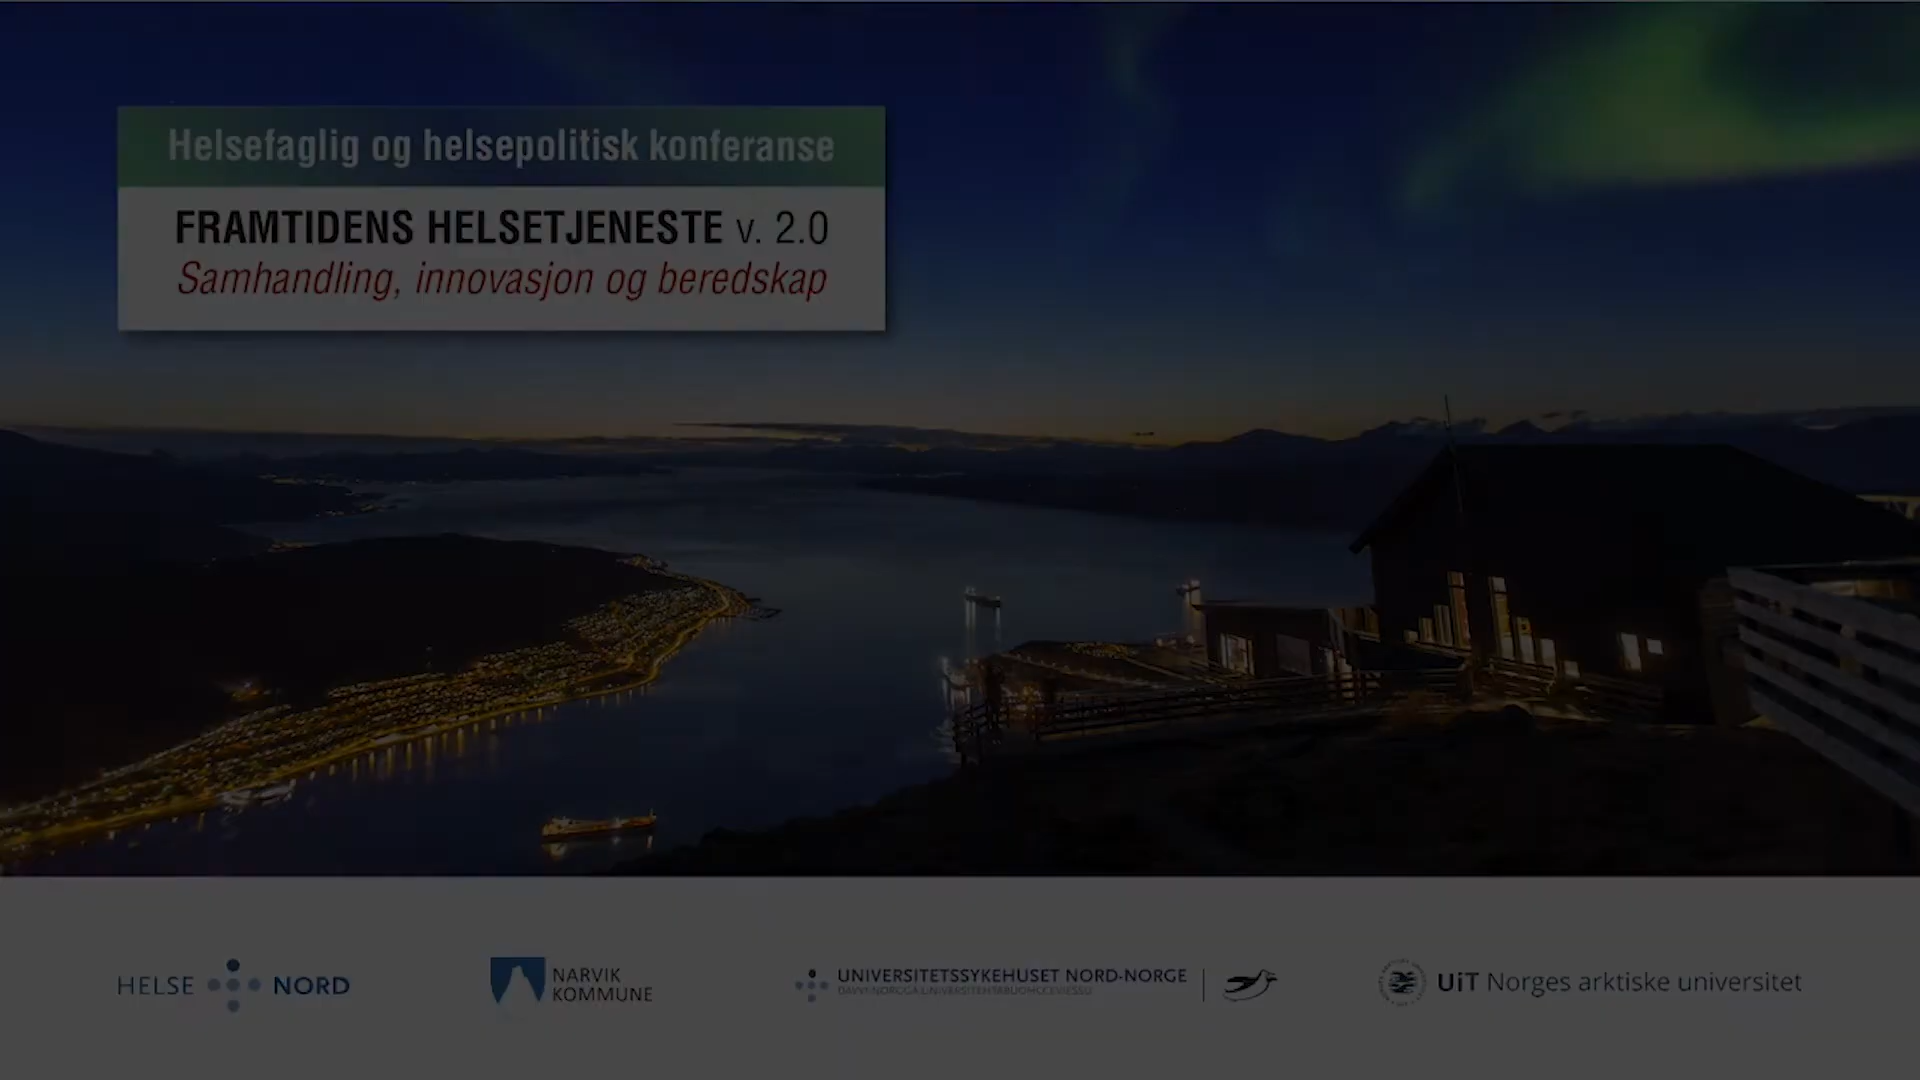 Helsefaglig og helsepolitisk konferanse
FRAMTIDENS HELSETJENESTE v. 2.0
Samhandling, innovasjon og beredskap
HELSE NORD
NARVIK
KOMMUNE
UNIVERSITETSSYKEHUSET NORD-NORGE
UiT Norges arktiske universitet